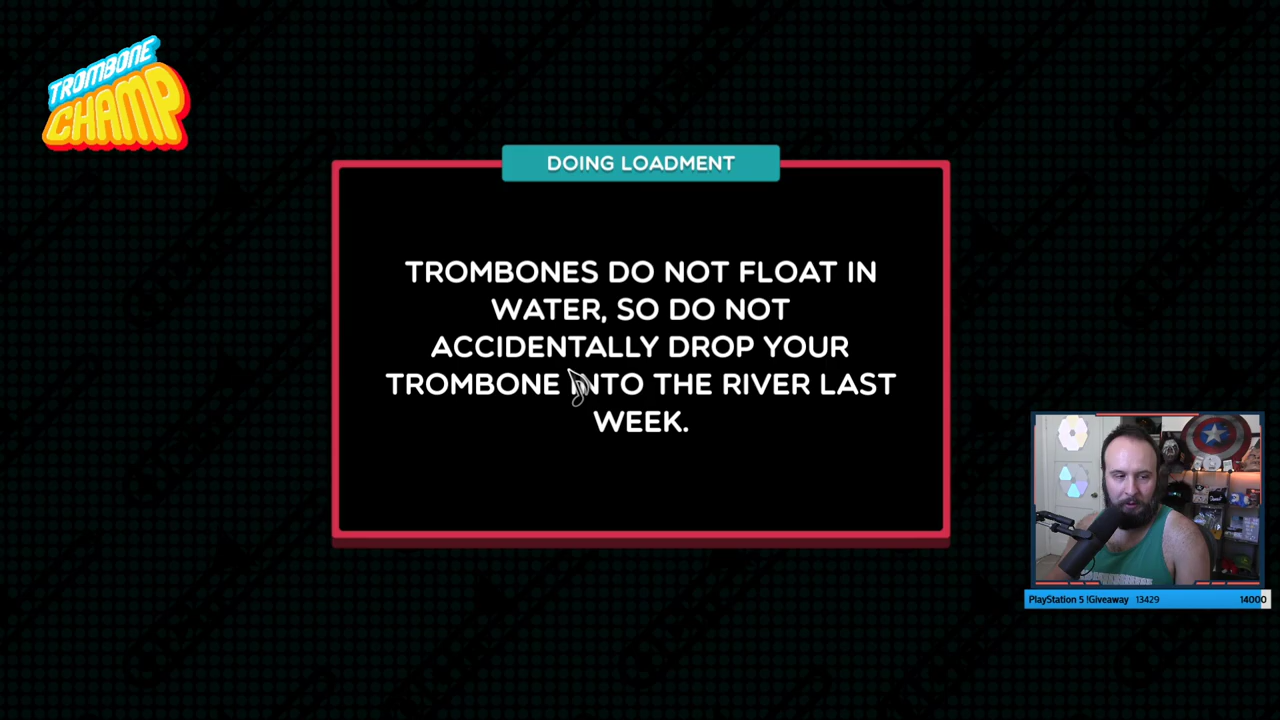 TROMBONE
CHAMP
DOING LOADMENT
TROMBONES DO NOT FLOAT IN
WATER, SO DO NOT
ACCIDENTALLY DROP YOUR
TROMBONE INTO THE RIVER LAST
WEEK.
PlayStation 5 !Giveaway 13429 14000